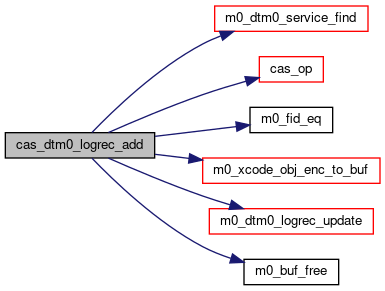 m0_dtm0_service_find
cas_op
m0_fid_eq
cas_dtm0_logrec_add
m0_xcode_obj_enc_to_buf
m0_dtm0_logrec_update
m0_buf_free